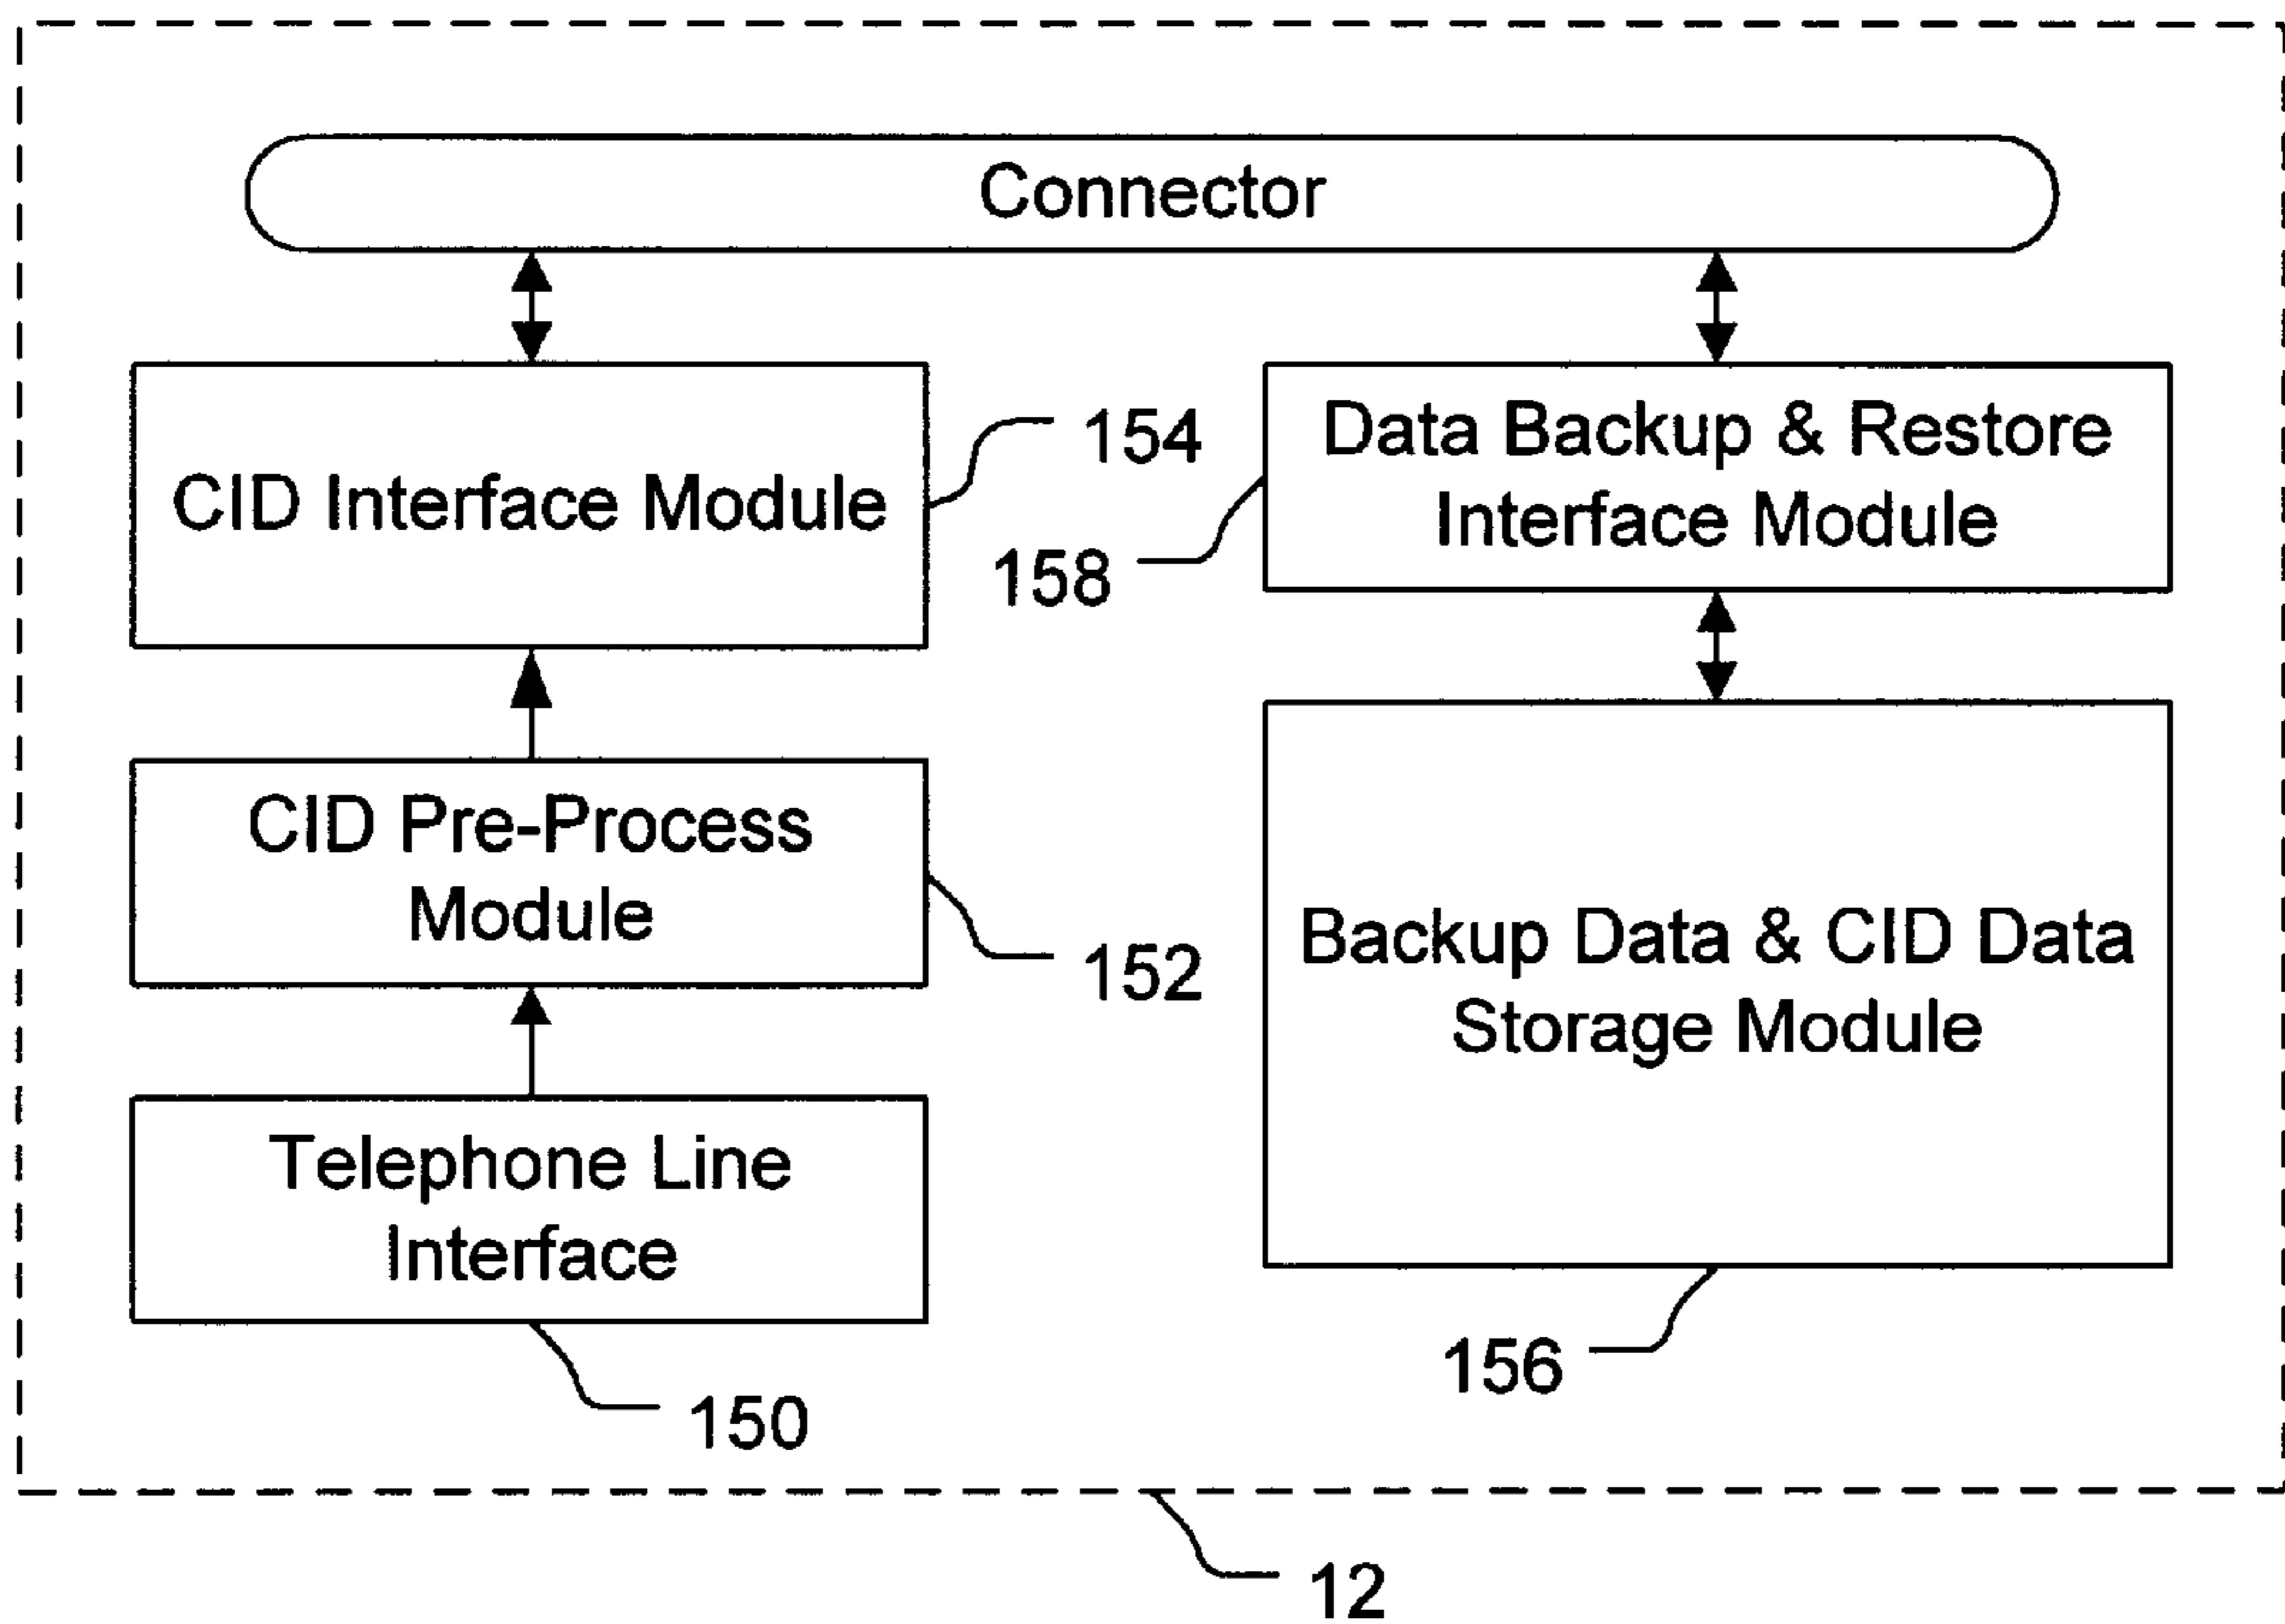 Connector
CID Interface Module
154
Data Backup & Restore
Interface Module
158
CID Pre-Process
Module
152
Backup Data & CID Data
Storage Module
156
Telephone Line
Interface
150
12